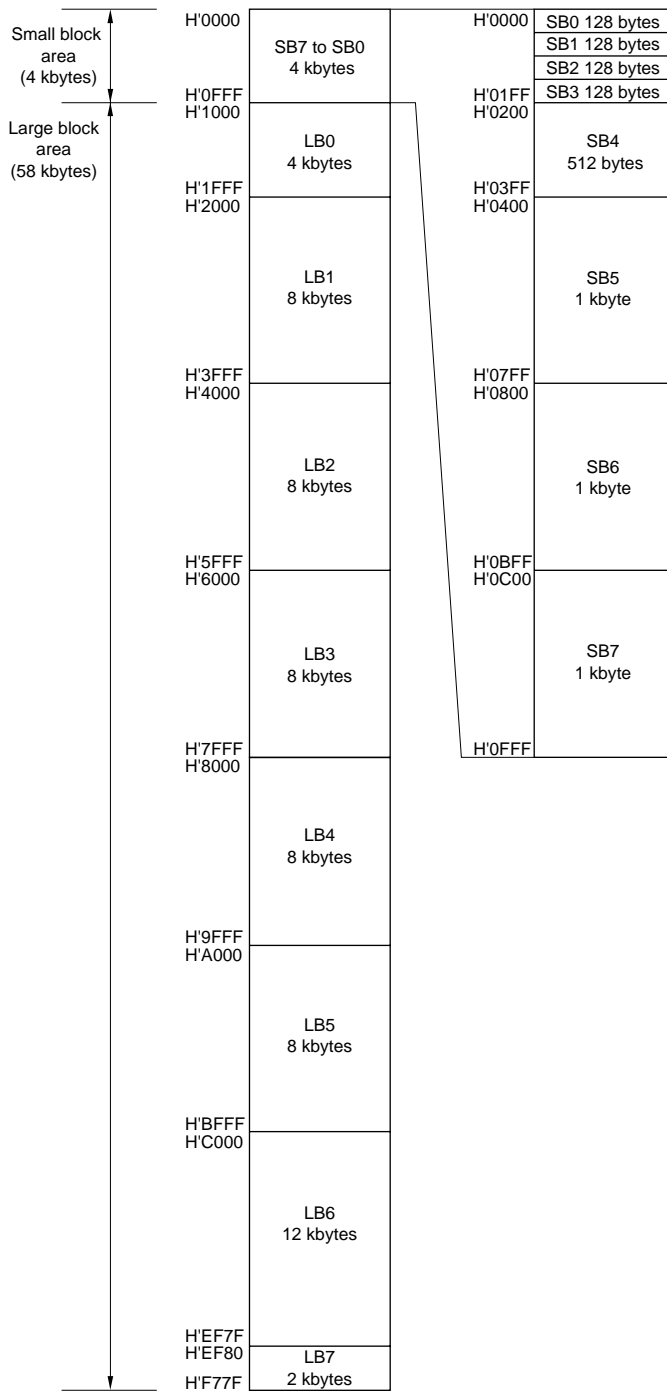 Small block
area
(4 kbytes)
Large block
area
(58 kbytes)
H'0000
SB7 to SB0
4 kbytes
H'0FFF
H'1000
LB0
4 kbytes
H'1FFF
H'2000
LB1
8 kbytes
H'3FFF
H'4000
LB2
8 kbytes
H'5FFF
H'6000
LB3
8 kbytes
H'7FFF
H'8000
LB4
8 kbytes
H'9FFF
H'A000
LB5
8 kbytes
H'BFFF
H'C000
LB6
12 kbytes
H'EF7F
H'EF80
LB7
2 kbytes
H'F77F
H'0000
SB0 128 bytes
SB1 128 bytes
SB2 128 bytes
SB3 128 bytes
H'01FF
H'0200
SB4
512 bytes
H'03FF
H'0400
SB5
1 kbyte
H'07FF
H'0800
SB6
1 kbyte
H'0BFF
H'0C00
SB7
1 kbyte
H'0FFF